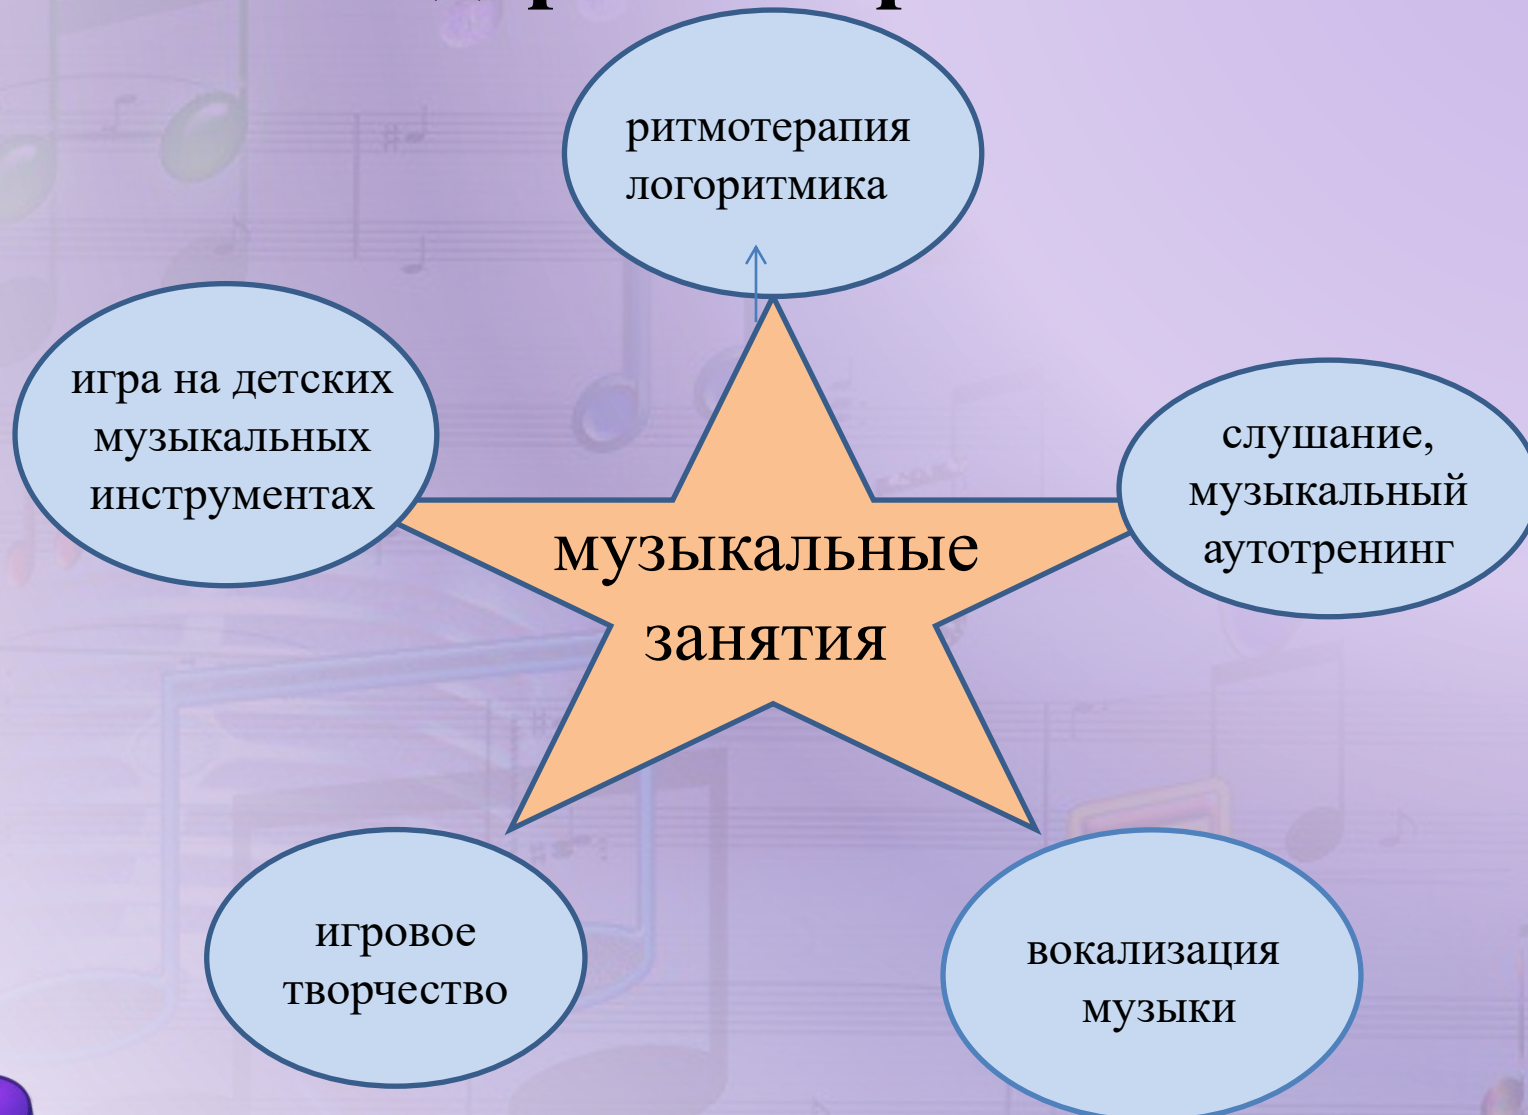 ритмотерапия
логоритмика
игра на детских
музыкальных
инструментах
слушание,
музыкальный
аутотренинг
музыкальные
занятия
игровое
творчество
вокализация
музыки